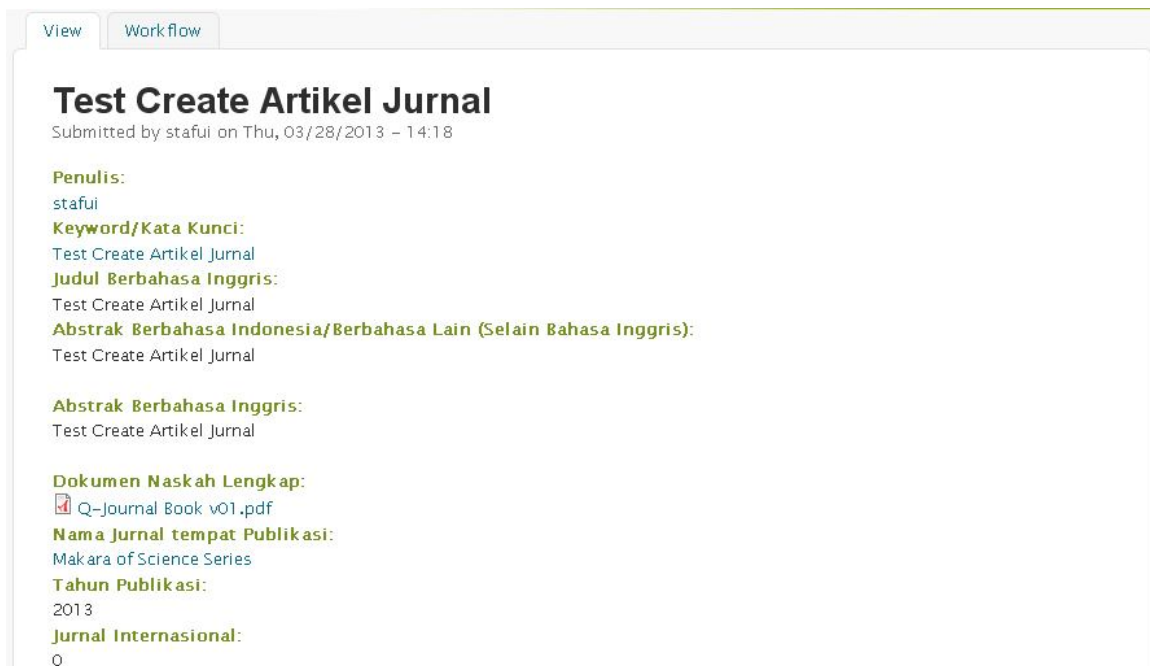 View Workflow
Test Create Artikel Jurnal
Submitted by stafui on Thu, 03/28/2013 – 14:18
Penulis:
stafui
Keyword/Kata Kunci:
Test Create Artikel Jurnal
Judul Berbahasa Inggris:
Test Create Artikel Jurnal
Abstrak Berbahasa Indonesia/Berbahasa Lain (Selain Bahasa Inggris):
Test Create Artikel Jurnal
Abstrak Berbahasa Inggris:
Test Create Artikel Jurnal
Dokumen Naskah Lengkap:
Q–Journal Book v01.pdf
Nama Jurnal tempat Publikasi:
Makara of Science Series
Tahun Publikasi:
2013
Jurnal Internasional:
0